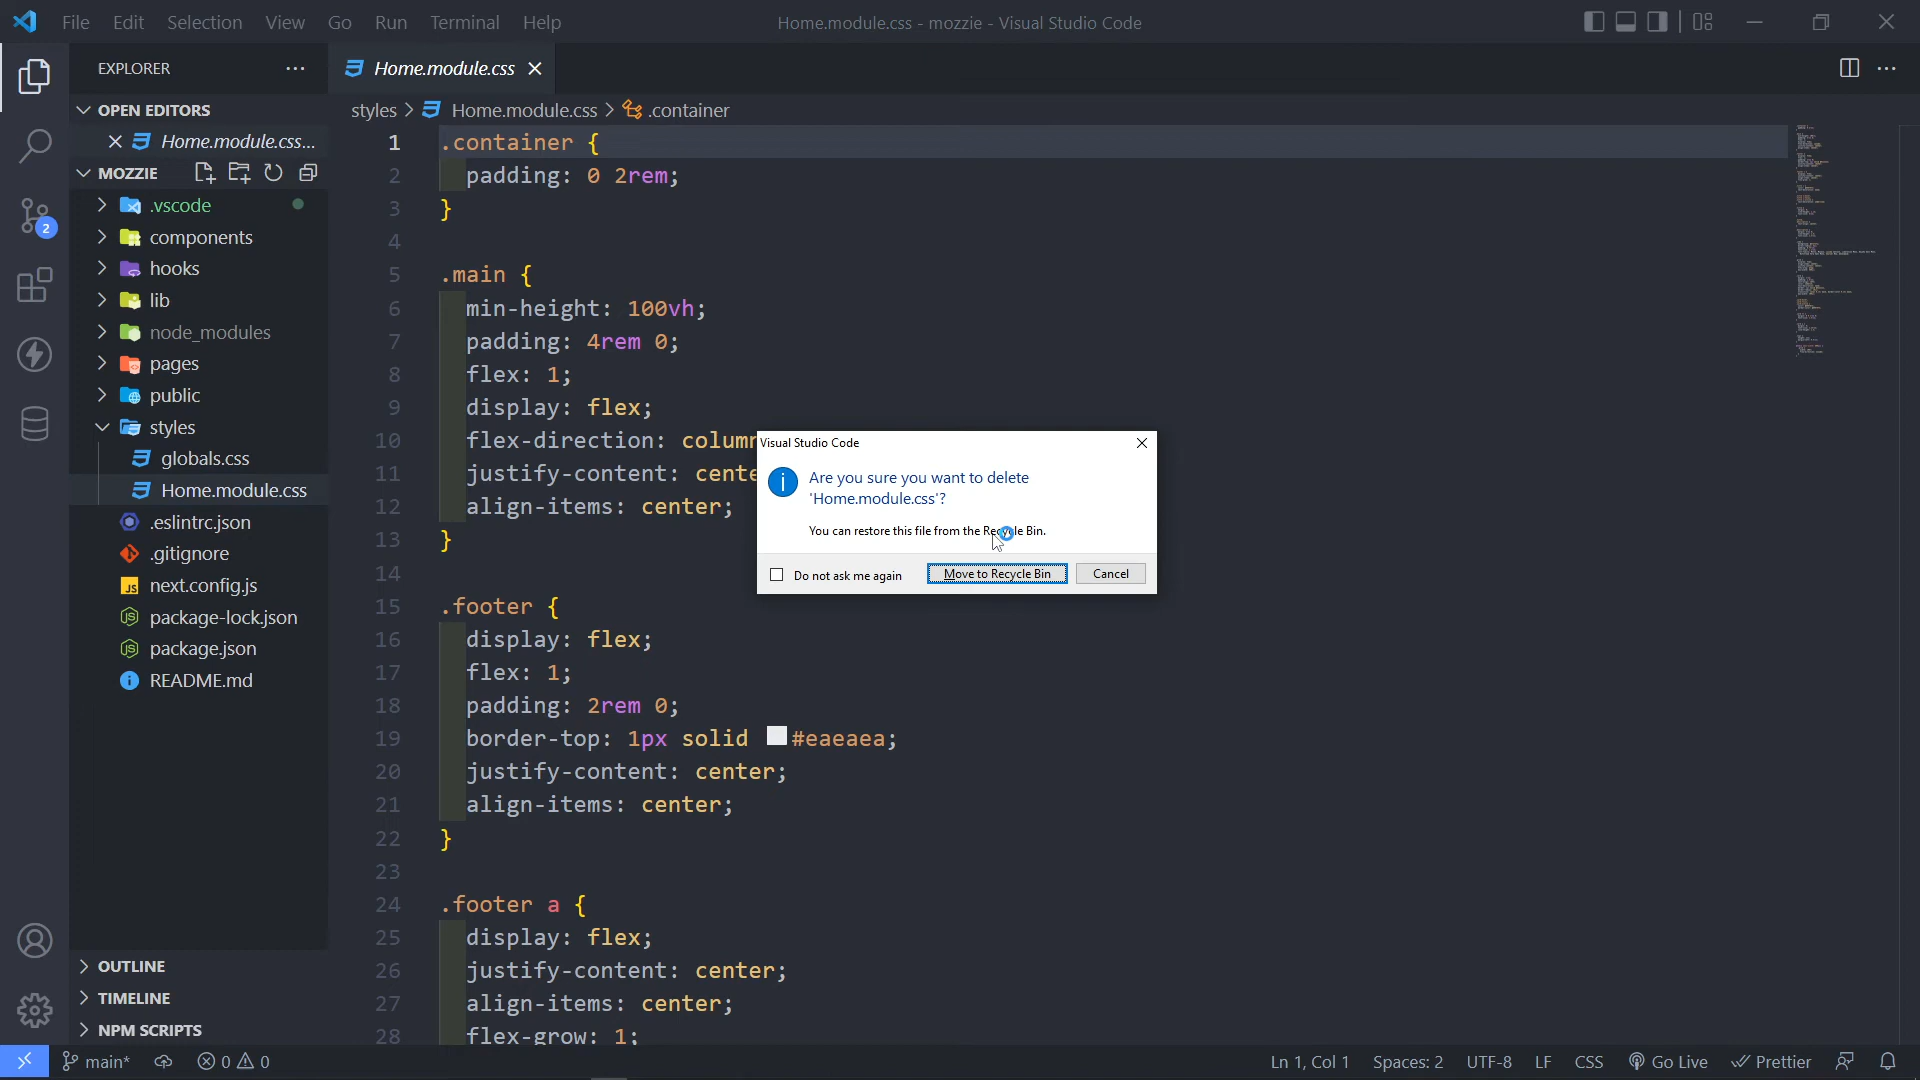 File Edit Selection View Go Run Terminal Help
Home.module.css - mozzie - Visual Studio Code
EXPLORER
Home.module.css
OPEN EDITORS
Home.module.css...
MOZZIE
.vscode
components
hooks
lib
node_modules
pages
public
styles
globals.css
Home.module.css
.eslintrc.json
.gitignore
next.config.js
package-lock.json
package.json
README.md
OUTLINE
TIMELINE
NPM SCRIPTS
2
styles > Home.module.css > .container
1 .container {
2 padding: 0 2rem;
3 }
4
5 .main {
6 min-height: 100vh;
7 padding: 4rem 0;
8 flex: 1;
9 display: flex;
10 flex-direction: column
11 justify-content: cente
12 align-items: center;
13 }
14
15 .footer {
16 display: flex;
17 flex: 1;
18 padding: 2rem 0;
19 border-top: 1px solid #eaeaea;
20 justify-content: center;
21 align-items: center;
22 }
23
24 .footer a {
25 display: flex;
26 justify-content: center;
27 align-items: center;
28 flex-grow: 1;
Visual Studio Code
Are you sure you want to delete
'Home.module.css'?
You can restore this file from the Recycle Bin.
Do not ask me again
Move to Recycle Bin
Cancel
main* 0 0
Ln 1, Col 1 Spaces: 2 UTF-8 LF CSS Go Live Prettier